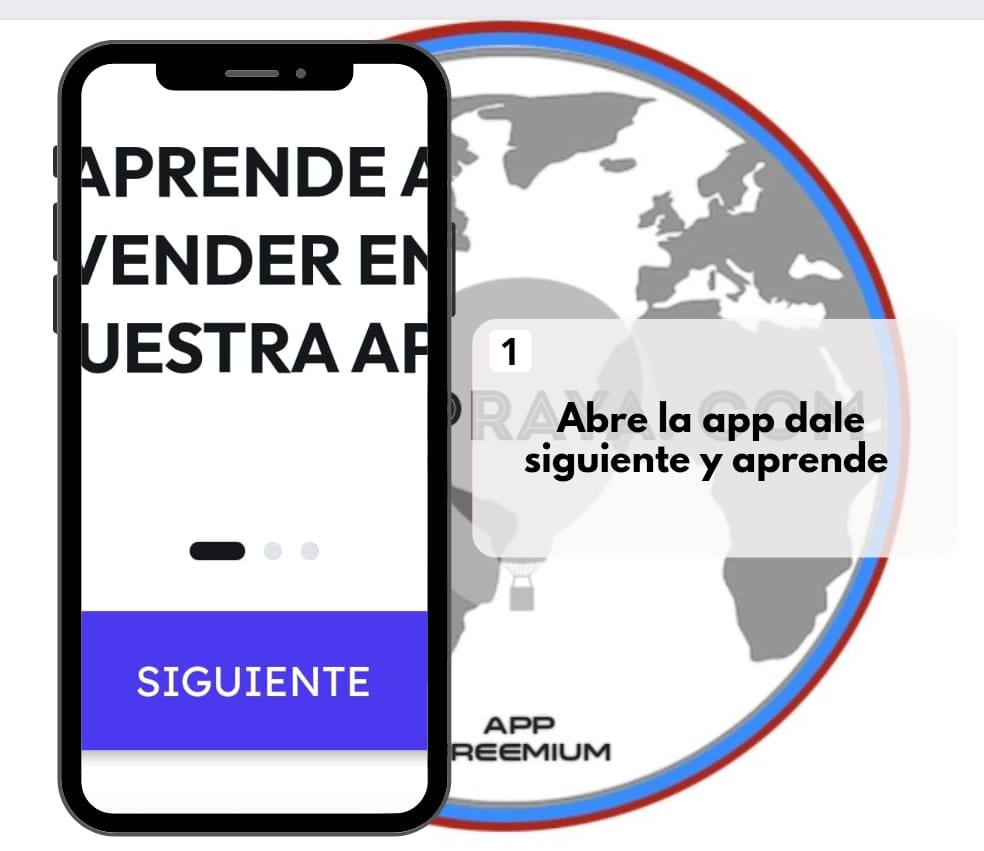 APRENDE A
VENDER EN
UESTRA AP
SIGUIENTE
1
Abre la app dale
siguiente y aprende
RAYA.COM
APP
REEMIUM